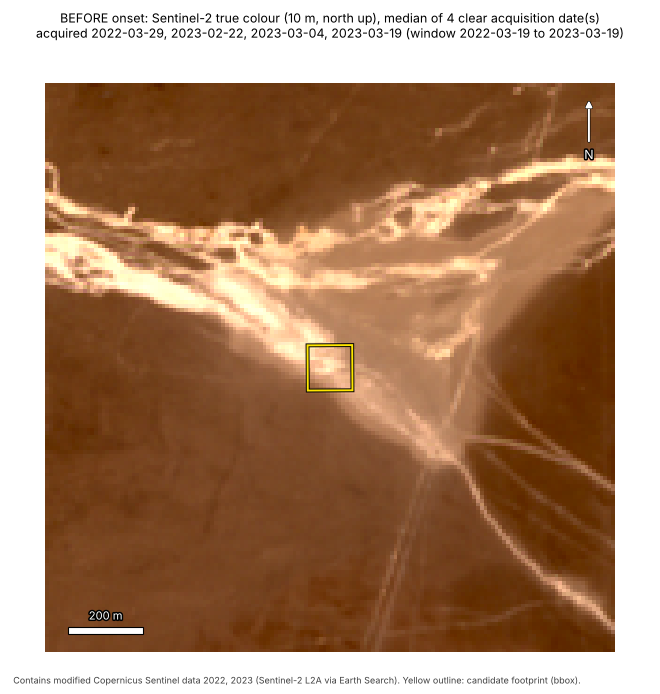 BEFORE onset: Sentinel-2 true colour (10 m, north up), median of 4 clear acquisition date(s)
acquired 2022-03-29, 2023-02-22, 2023-03-04, 2023-03-19 (window 2022-03-19 to 2023-03-19)
N
200 m
Contains modified Copernicus Sentinel data 2022, 2023 (Sentinel-2 L2A via Earth Search). Yellow outline: candidate footprint (bbox).